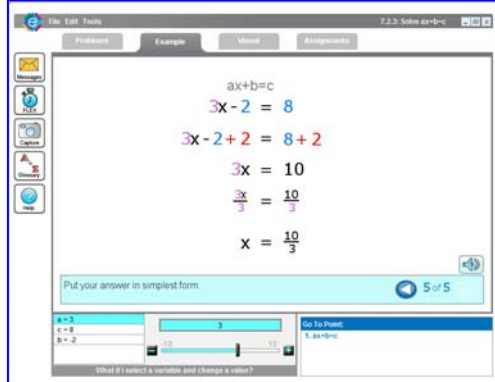 File Edit Tools
7.2.3: Solve ax+b=c
Problems Example Visual Assignments
Messages
FLEX
Capture
Glossary
Help
ax+b=c
3x - 2 = 8
3x - 2 + 2 = 8 + 2
3x = 10
3x/3 = 10/3
x = 10/3
Put your answer in simplest form.
5 of 5
a = 3
c = 8
b = -2
3
-10 10
What if I select a variable and change a value?
Go To Point:
1. ax+b=c